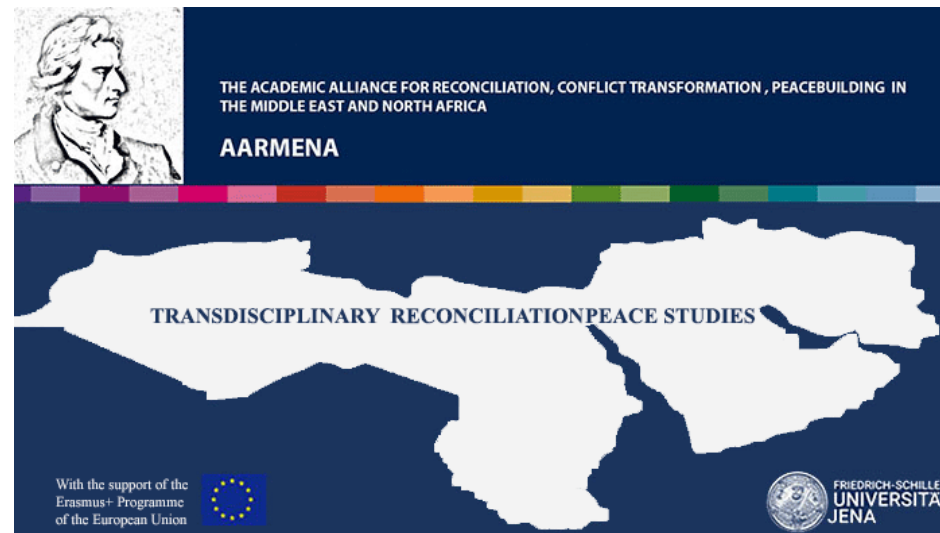 THE ACADEMIC ALLIANCE FOR RECONCILIATION, CONFLICT TRANSFORMATION , PEACEBUILDING IN
THE MIDDLE EAST AND NORTH AFRICA
AARMENA
TRANSDISCIPLINARY RECONCILIATIONPEACE STUDIES
With the support of the
Erasmus+ Programme
of the European Union
FRIEDRICH-SCHILLE
UNIVERSITÄ
JENA